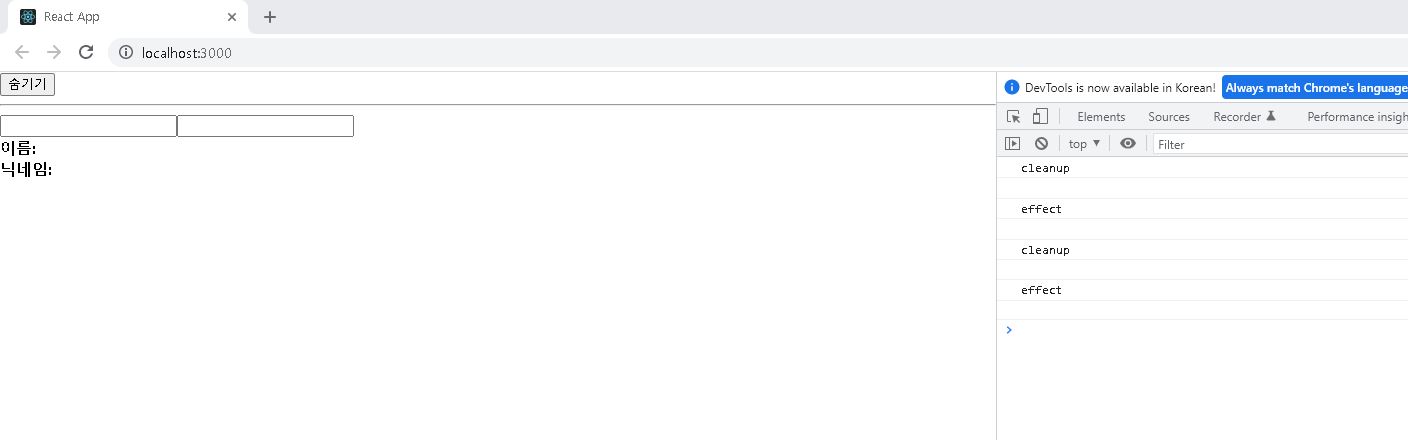 React App
localhost:3000
숨기기
이름:
닉네임:
DevTools is now available in Korean! Always match Chrome's language
Elements Sources Recorder Performance insigh
top Filter
cleanup
effect
cleanup
effect